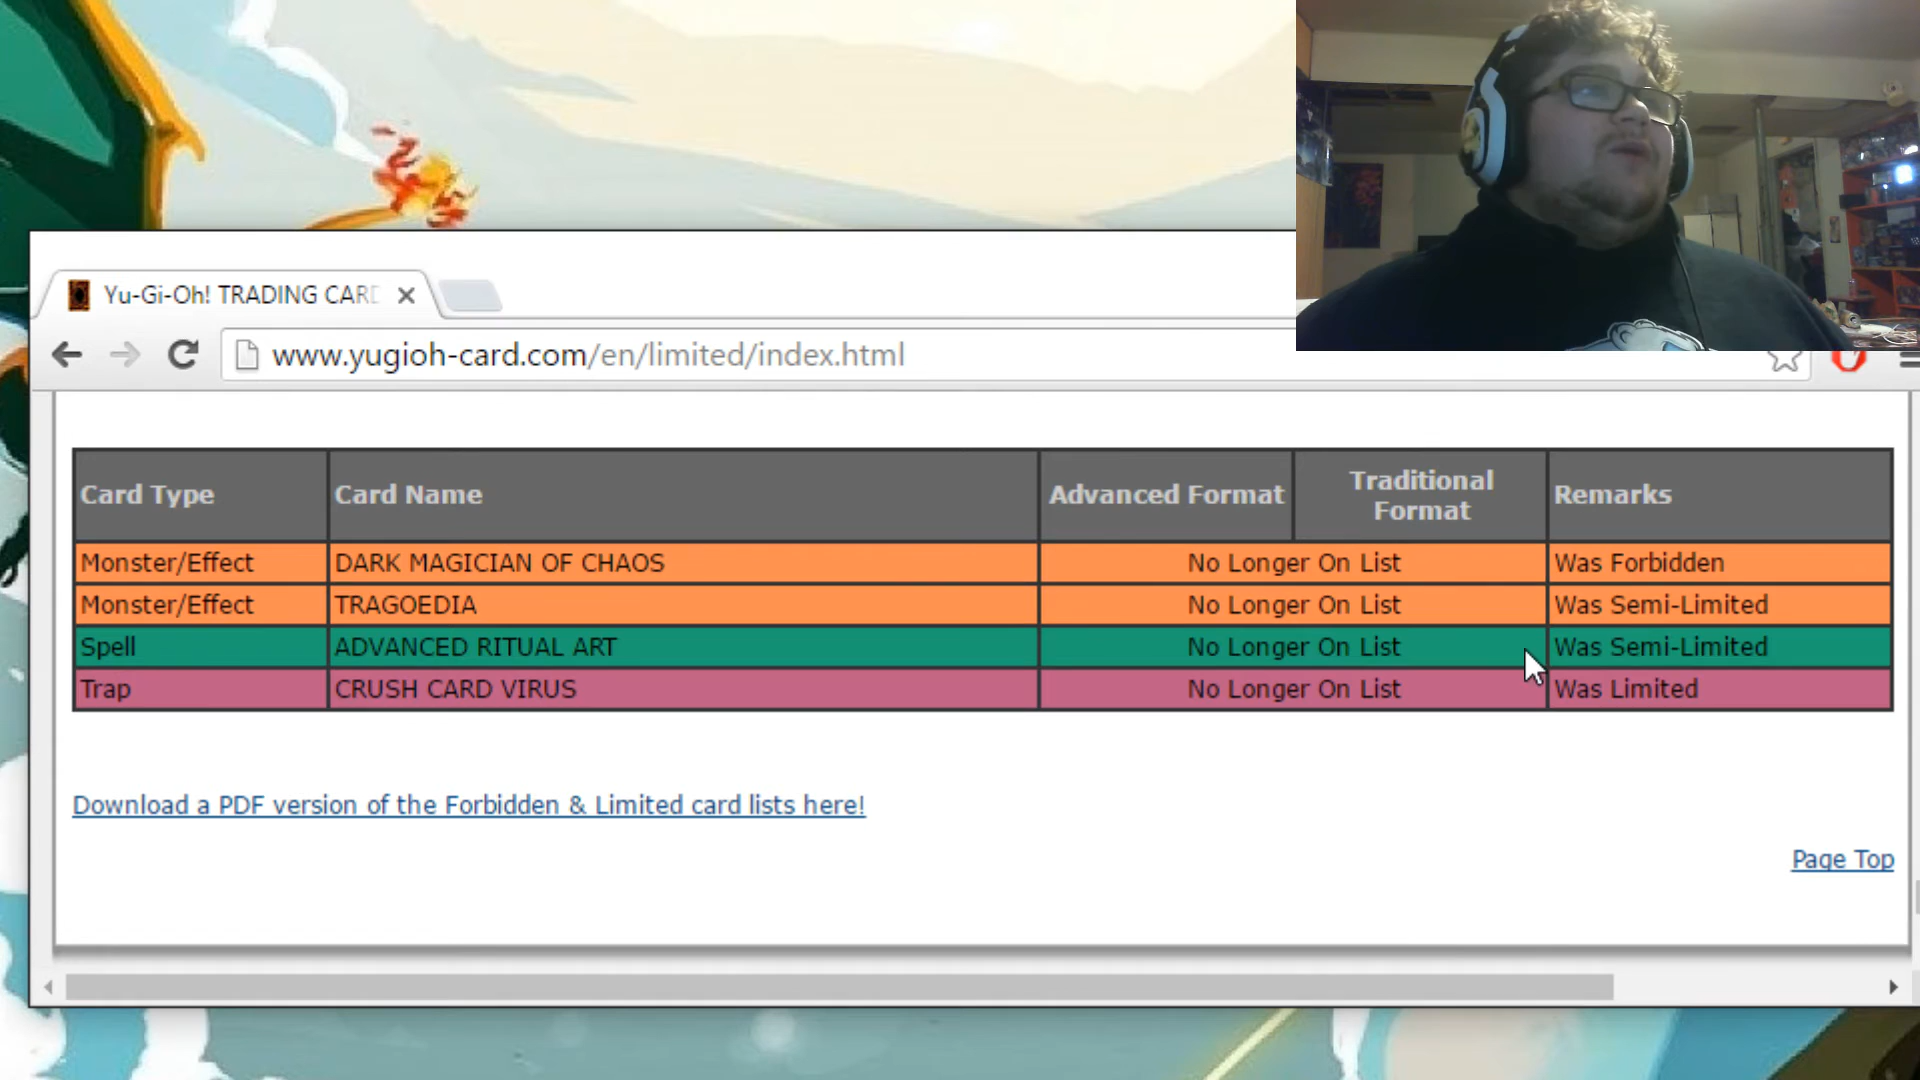 Yu-Gi-Oh! TRADING CARD
www.yugioh-card.com/en/limited/index.html
Card Type Card Name Advanced Format Traditional Format Remarks
Monster/Effect DARK MAGICIAN OF CHAOS No Longer On List Was Forbidden
Monster/Effect TRAGOEDIA No Longer On List Was Semi-Limited
Spell ADVANCED RITUAL ART No Longer On List Was Semi-Limited
Trap CRUSH CARD VIRUS No Longer On List Was Limited
Download a PDF version of the Forbidden & Limited card lists here!
Page Top